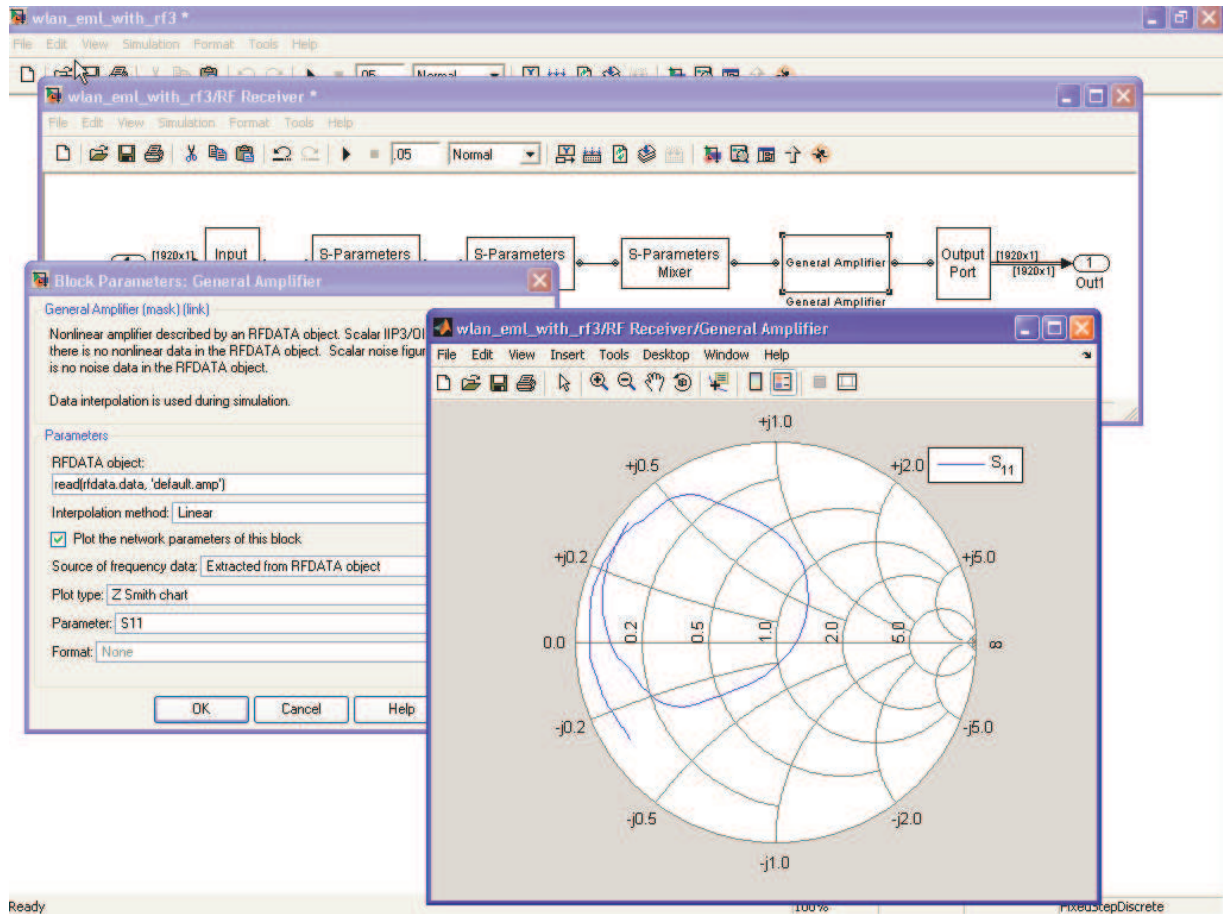 wlan_eml_with_rf3 *
File Edit View Simulation Format Tools Help
.05 Normal
wlan_eml_with_rf3/RF Receiver *
File Edit View Simulation Format Tools Help
.05 Normal
[1920x1]
Input
S-Parameters
S-Parameters
S-Parameters
Mixer
General Amplifier
General Amplifier
Output
Port
[1920x1]
[1920x1]
1
Out1
Block Parameters: General Amplifier
General Amplifier (mask) (link)
Nonlinear amplifier described by an RFDATA object. Scalar IIP3/OI
there is no nonlinear data in the RFDATA object. Scalar noise figur
is no noise data in the RFDATA object.
Data interpolation is used during simulation.
Parameters
RFDATA object:
read(rfdata.data, 'default.amp')
Interpolation method: Linear
Plot the network parameters of this block
Source of frequency data: Extracted from RFDATA object
Plot type: Z Smith chart
Parameter: S11
Format: None
OK Cancel Help
wlan_eml_with_rf3/RF Receiver/General Amplifier
File Edit View Insert Tools Desktop Window Help
+j1.0
+j0.5
+j2.0
S11
+j0.2
+j5.0
0.0
0.2
0.5
1.0
2.0
5.0
∞
-j0.2
-j5.0
-j0.5
-j2.0
-j1.0
Ready
100%
FixedStepDiscrete